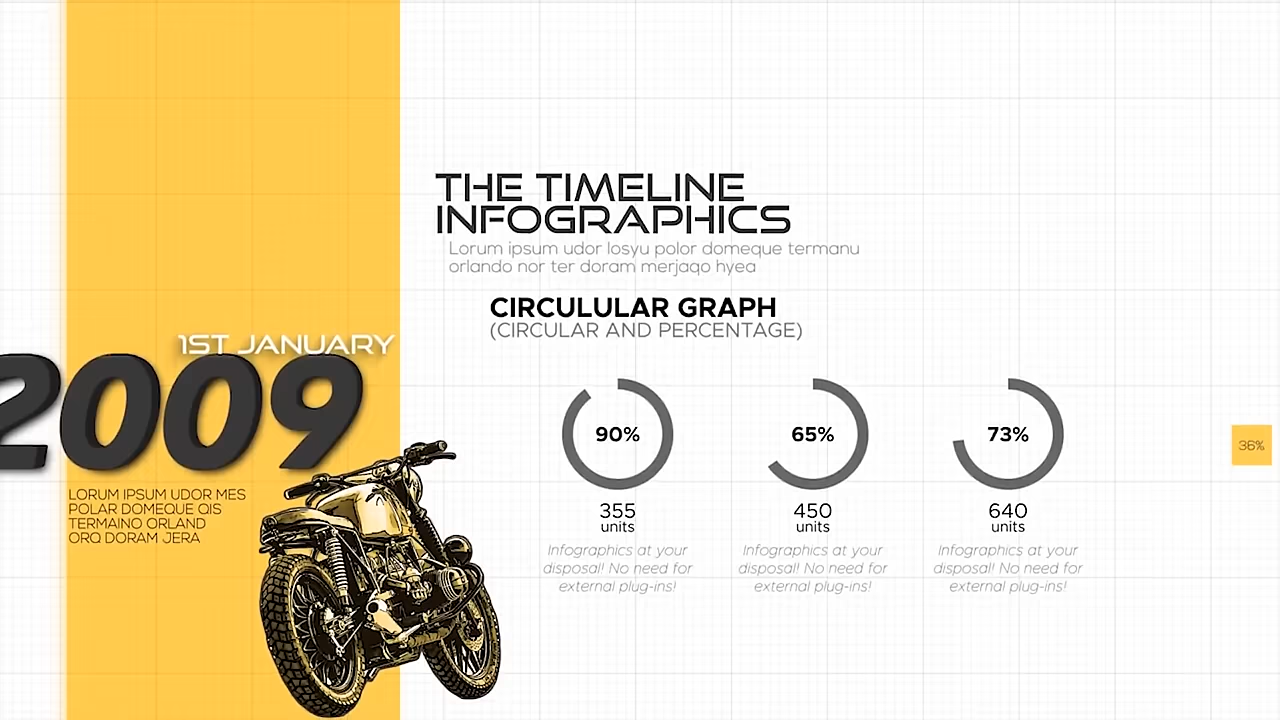 THE TIMELINE
INFOGRAPHICS
Lorum ipsum udor losyu polor domeque termanu
orlando nor ter doram merjaqo hyea
CIRCULULAR GRAPH
(CIRCULAR AND PERCENTAGE)
1ST JANUARY
2009
LORUM IPSUM UDOR MES
POLAR DOMEQUE QIS
TERMAINO ORLAND
ORQ DORAM JERA
90%
355
units
Infographics at your
disposal! No need for
external plug-ins!
65%
450
units
Infographics at your
disposal! No need for
external plug-ins!
73%
640
units
Infographics at your
disposal! No need for
external plug-ins!
36%